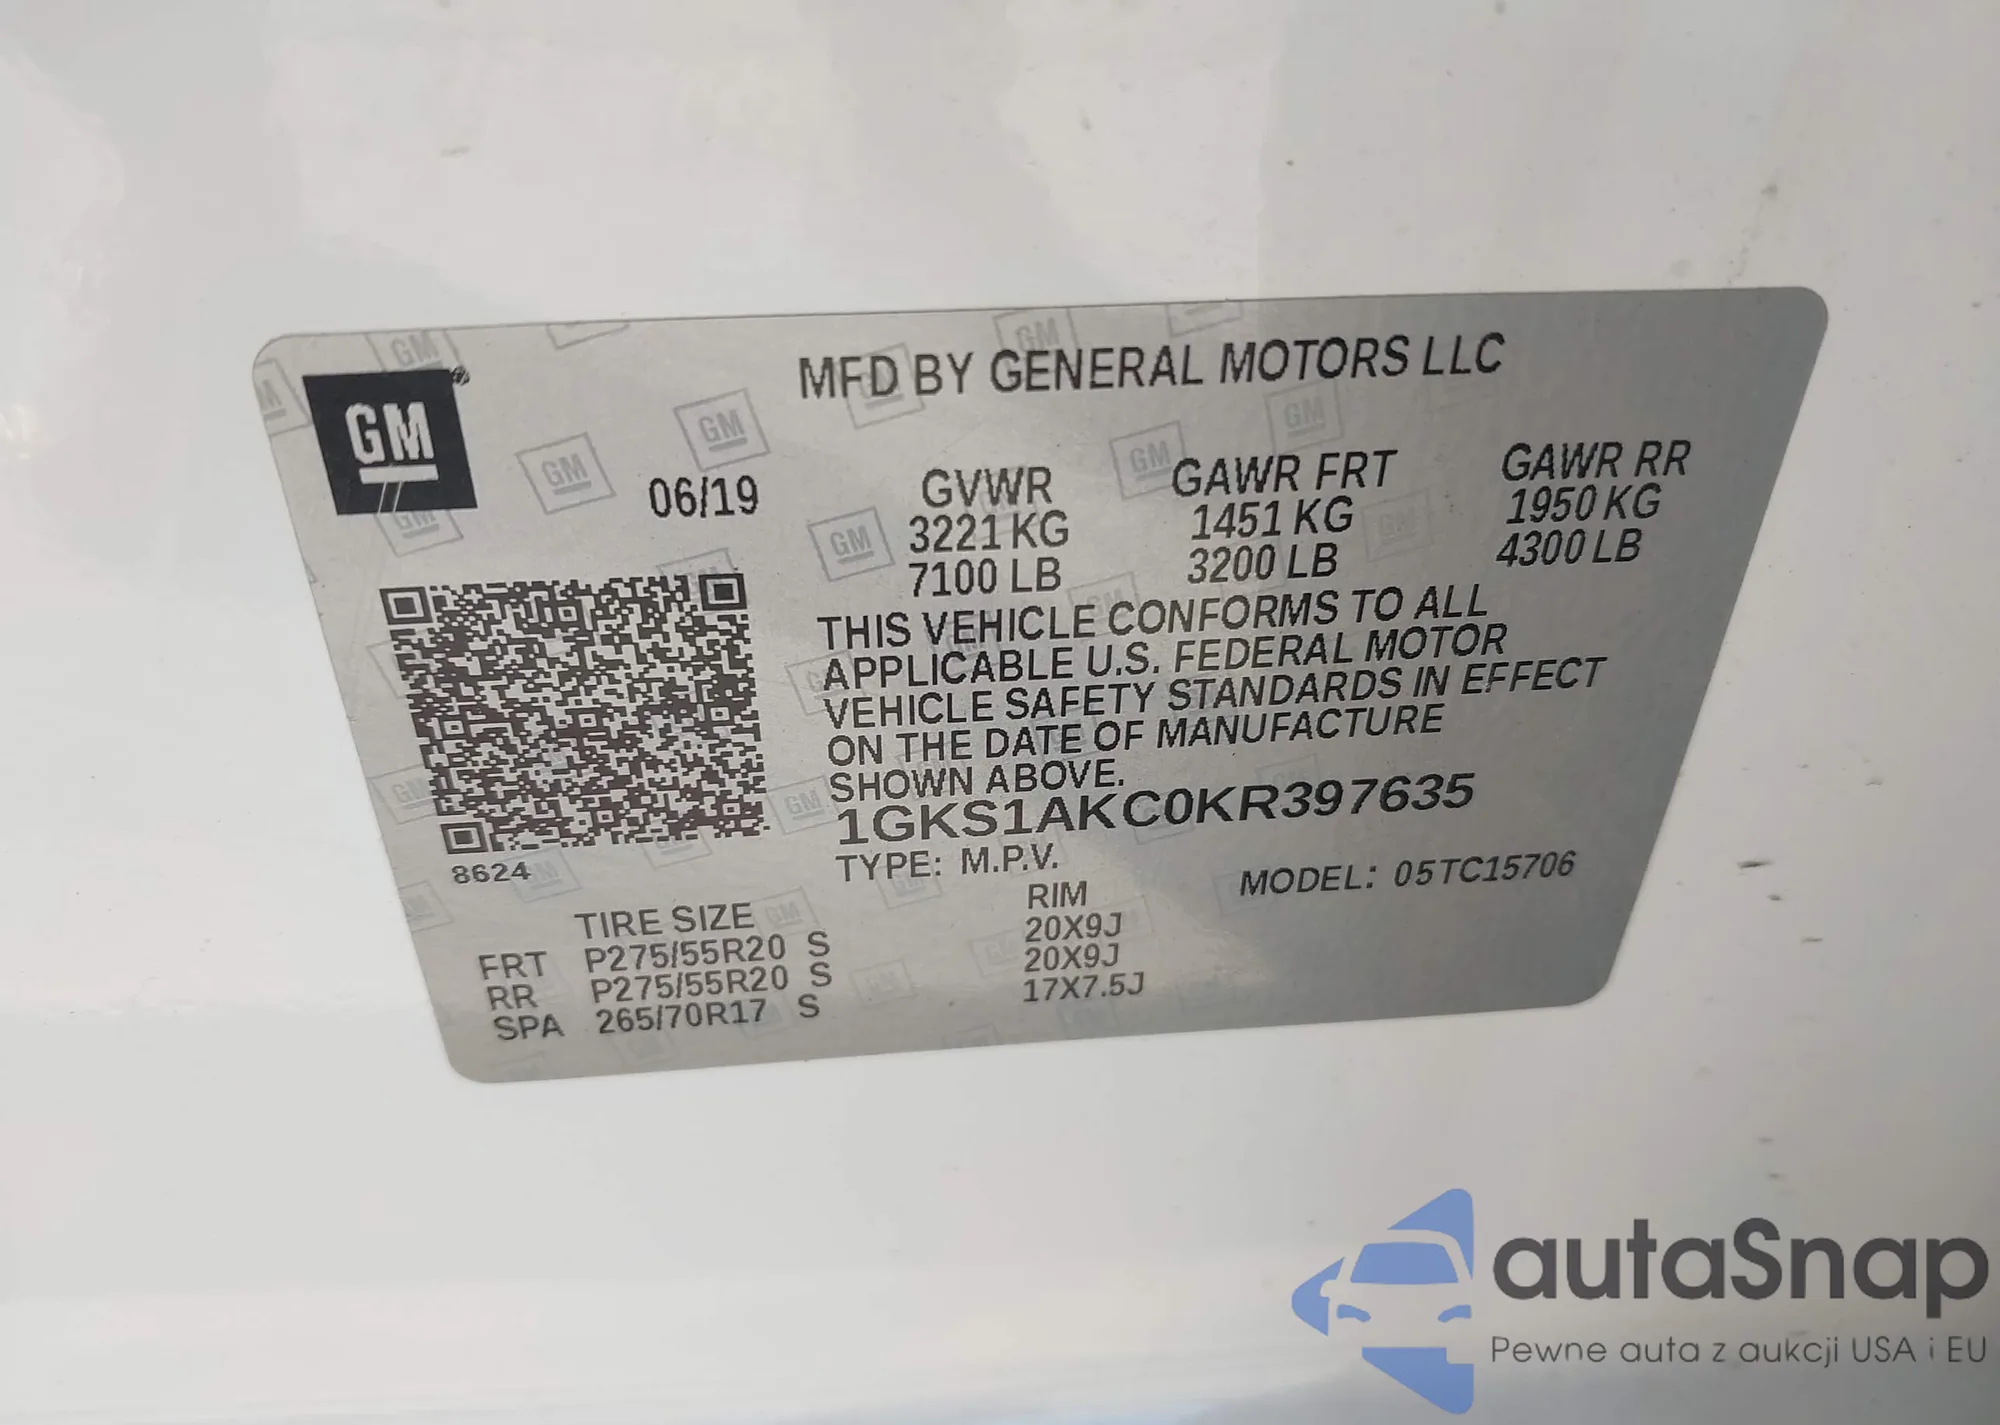 GM
MFD BY GENERAL MOTORS LLC
06/19
GVWR GAWR FRT GAWR RR
3221 KG 1451 KG 1950 KG
7100 LB 3200 LB 4300 LB
THIS VEHICLE CONFORMS TO ALL
APPLICABLE U.S. FEDERAL MOTOR
VEHICLE SAFETY STANDARDS IN EFFECT
ON THE DATE OF MANUFACTURE
SHOWN ABOVE.
1GKS1AKC0KR397635
TYPE: M.P.V. MODEL: 05TC15706
8624
TIRE SIZE RIM
FRT P275/55R20 S 20X9J
RR P275/55R20 S 20X9J
SPA 265/70R17 S 17X7.5J
autaSnap
Pewne auta z aukcji USA i EU